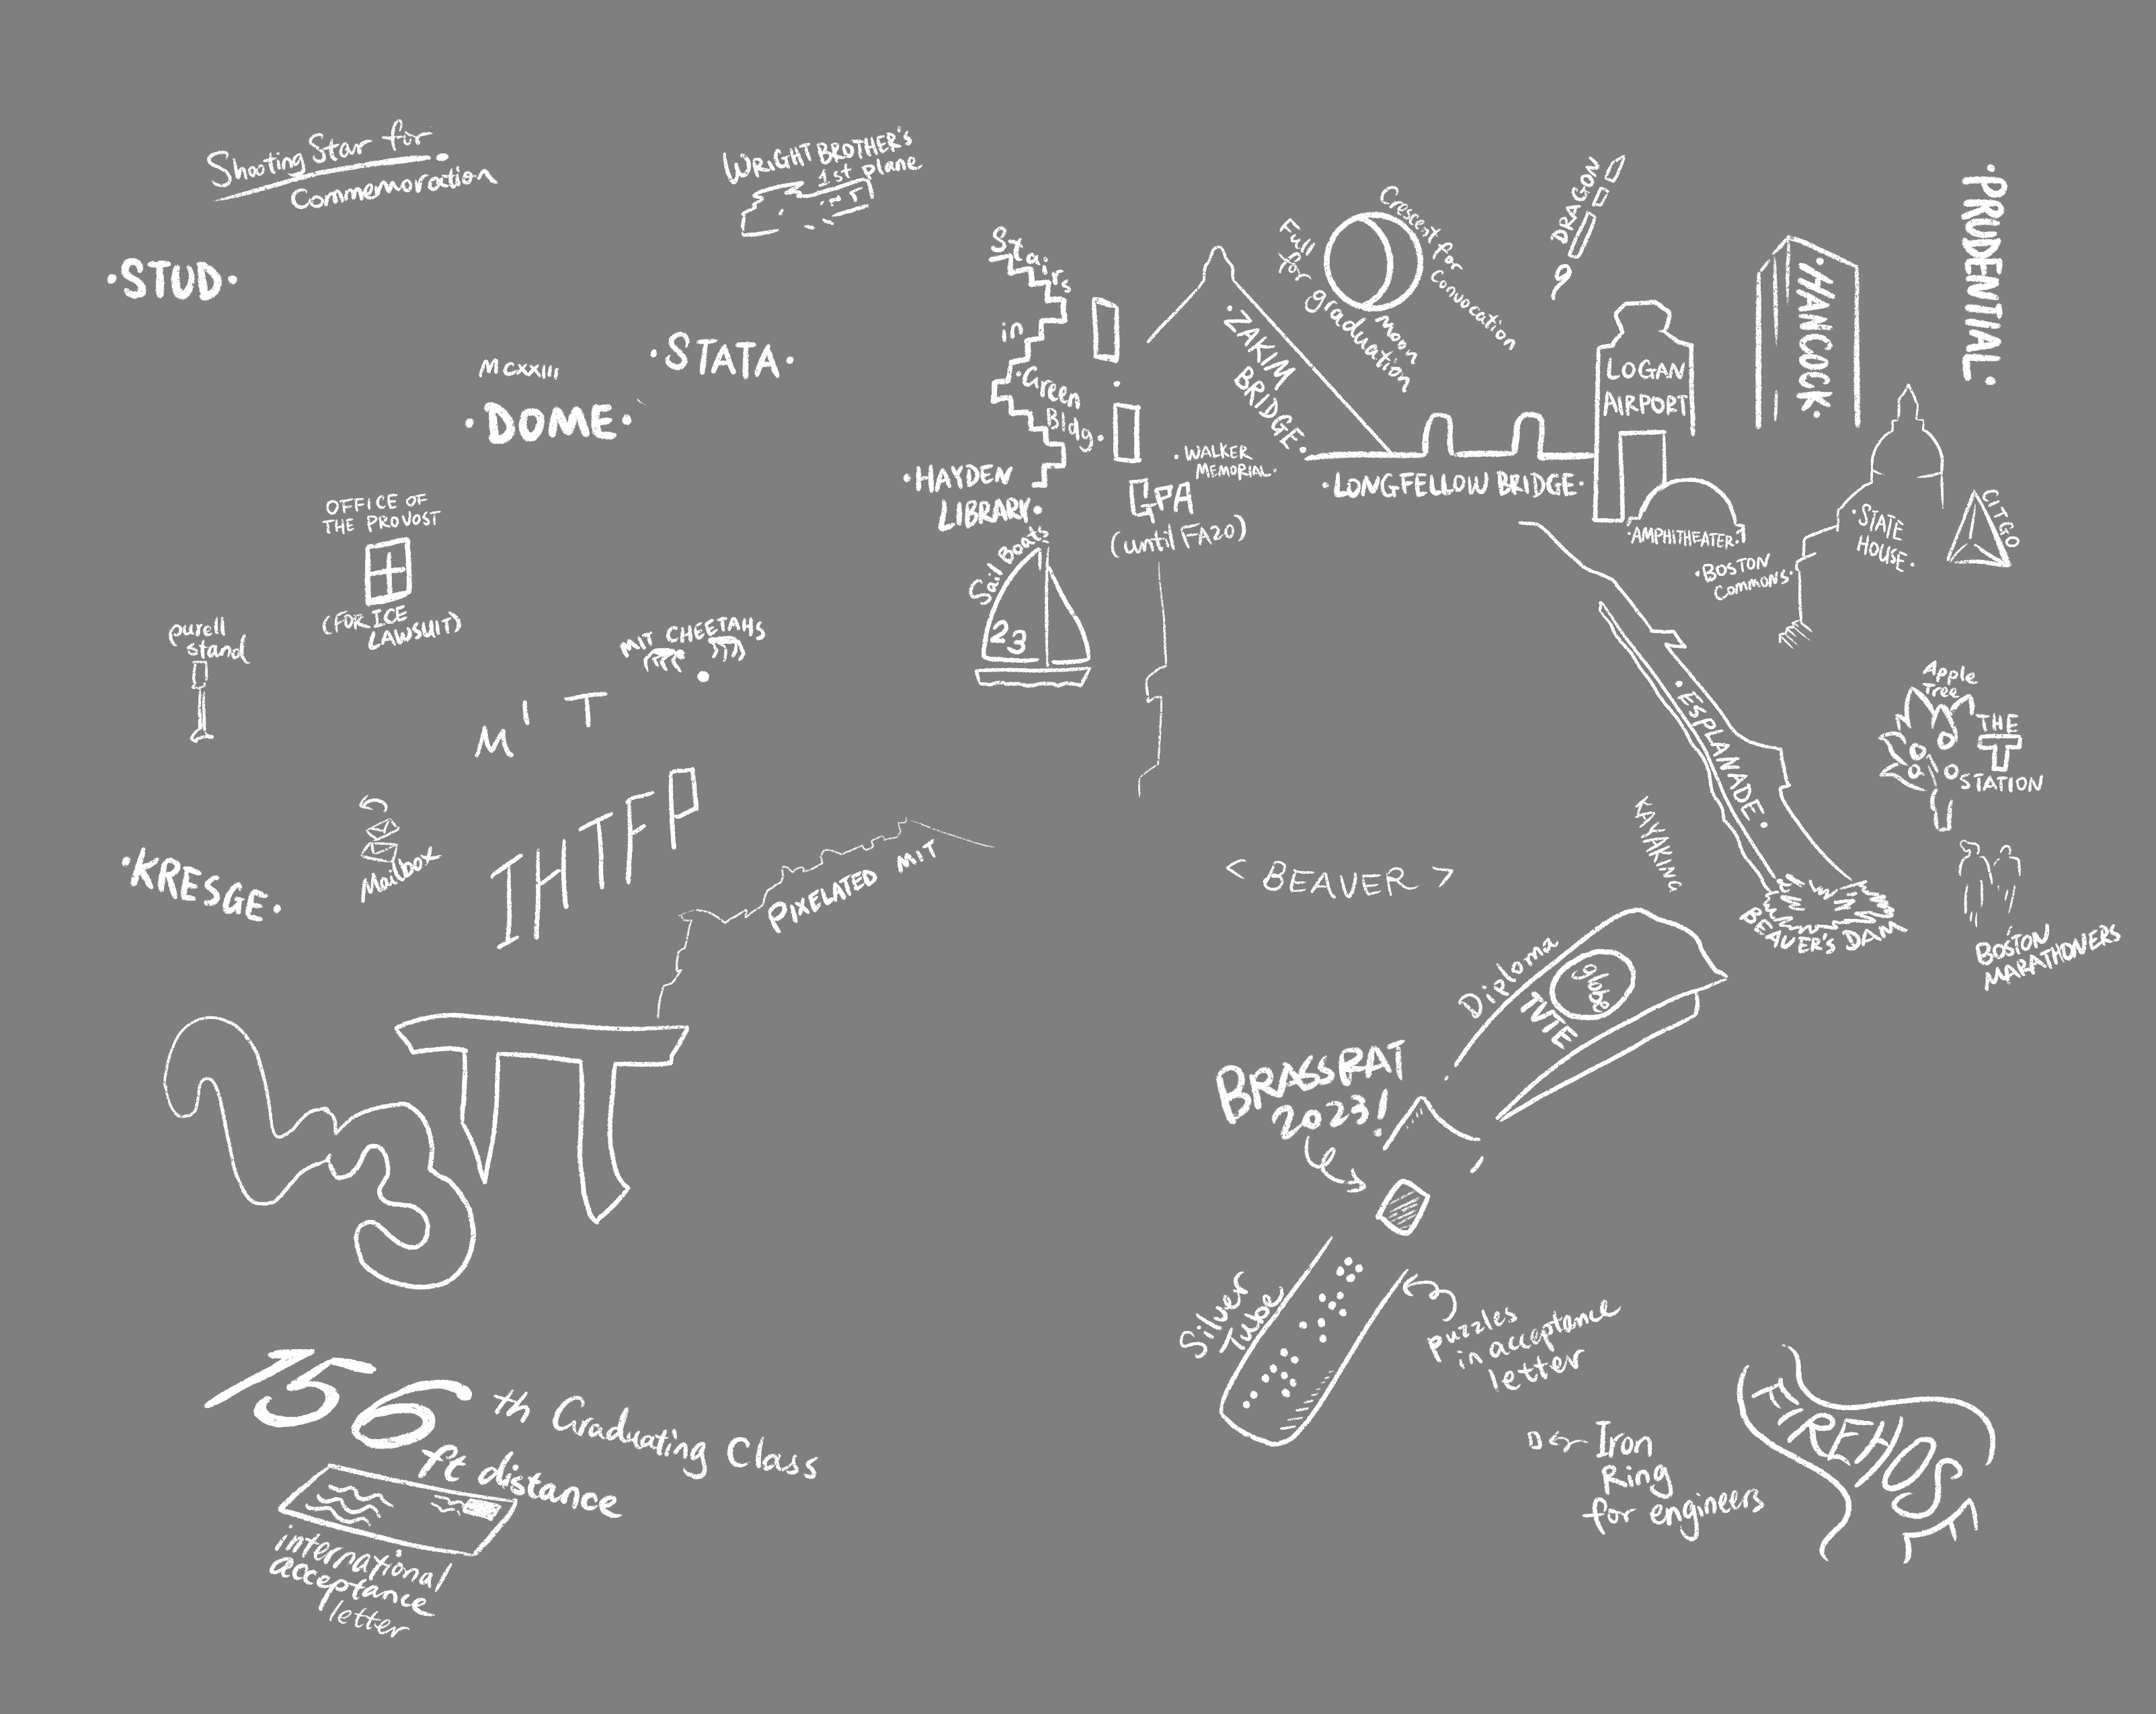 Shooting Star for
Commemoration
WRIGHT BROTHER'S
1st plane
·STUD·
·STATA·
MCXXIII
·DOME·
OFFICE OF
THE PROVOST
(FOR ICE
LAWSUIT)
purell
stand
MIT CHEETAHS
MIT
Mailbox
IHTFP
·KRESGE·
PIXELATED MIT
Stairs
in
·Green
Bldg·
·HAYDEN
LIBRARY·
Sail Boats
23
·WALKER
MEMORIAL·
GPA
(until FA20)
·ZAKIM
BRIDGE·
Full
for graduation
moon
Crescent for
convocation
DRAGON
·LONGFELLOW BRIDGE·
LOGAN
AIRPORT
·AMPHITHEATER·
·HANCOCK·
·PRUDENTIAL·
·STATE
HOUSE·
CITGO
·BOSTON
COMMONS·
·ESPLANADE·
Apple
Tree
THE
T
STATION
KAYAKING
BEAVER'S DAM
BOSTON
MARATHONERS
< BEAVER >
Diploma
BRASSRAT
2023!
Silver
tube
puzzles
in acceptance
letter
Iron
Ring
for engineers
FIREHOSE
23π
156th Graduating Class
ft distance
international
acceptance
letter